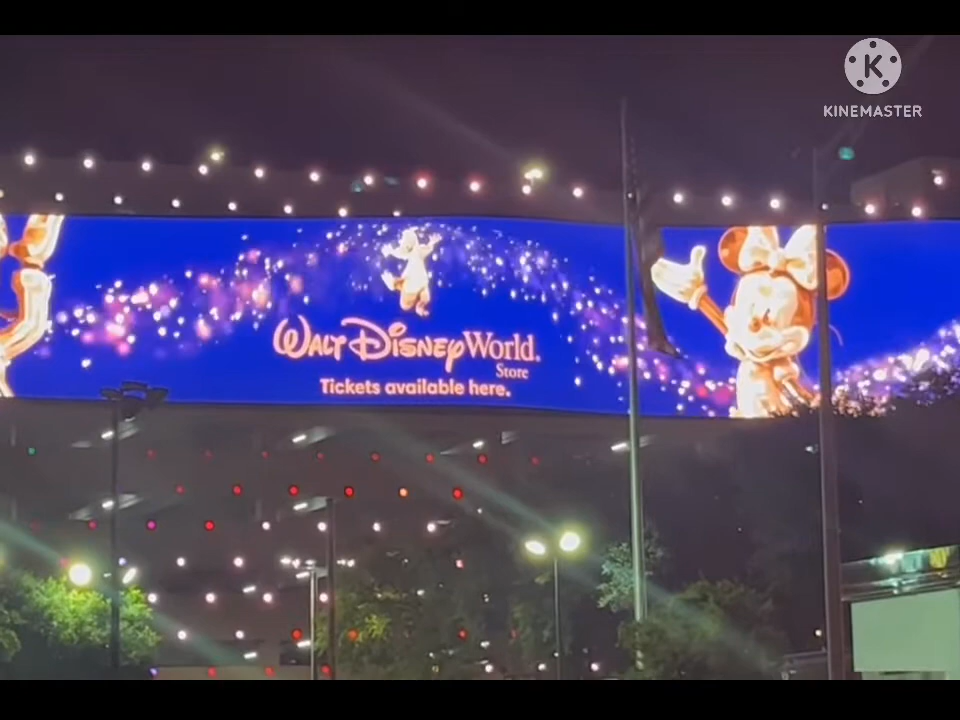 K
KINEMASTER
WALT DISNEY World.
Store
Tickets available here.